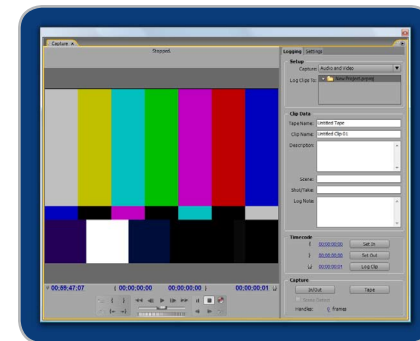 Capture x
Stopped.
00;59;47;07
{ 00;00;00;00
00;00;00;00 }
00;00;00;01
Logging Settings
Setup
Capture: Audio and Video
Log Clips To:
New Project.prproj
Clip Data
Tape Name: Untitled Tape
Clip Name: Untitled Clip 01
Description:
Scene:
Shot/Take:
Log Note:
Timecode
{ 00;00;00;00 Set In
} 00;00;00;00 Set Out
00;00;00;01 Log Clip
Capture
In/Out Tape
Scene Detect
Handles: 0 frames